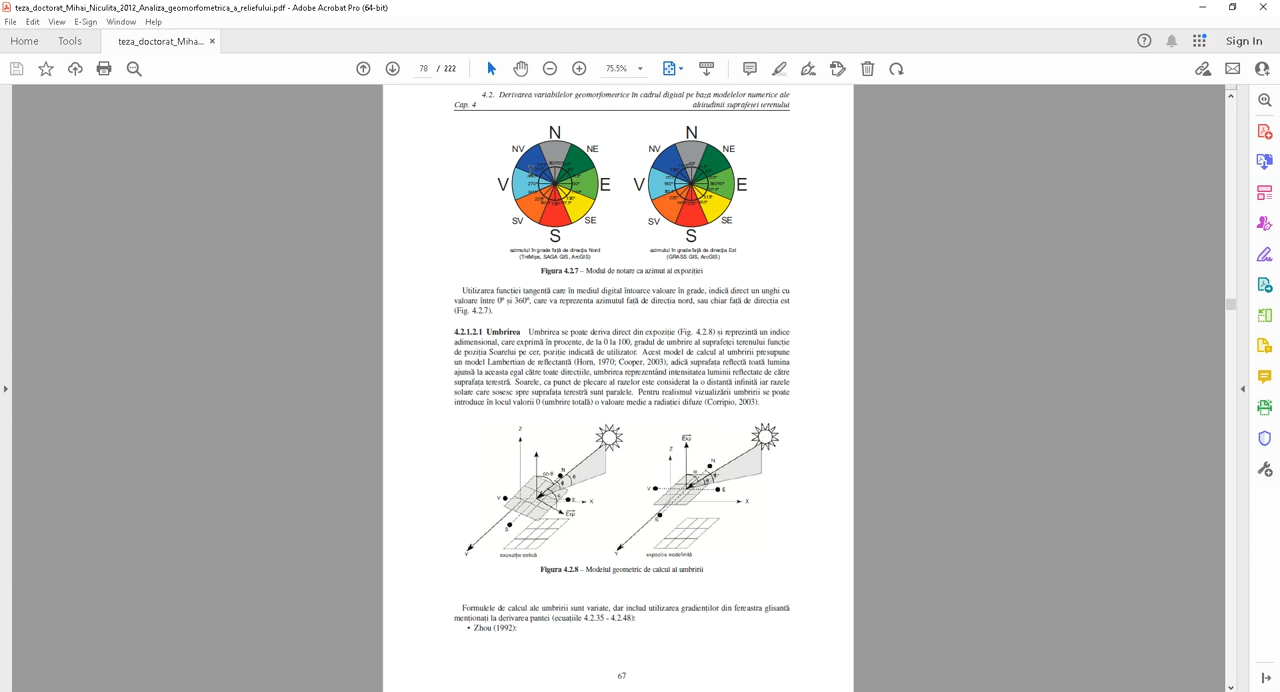 teza_doctorat_Mihai_Niculita_2012_Analiza_geomorfometrica_a_reliefului.pdf - Adobe Acrobat Pro (64-bit)
File Edit View E-Sign Window Help
Home Tools teza_doctorat_Miha... × Sign In
78 / 222 75.5%
4.2. Derivarea variabilelor geomorfometrice în cadrul digital pe baza modelelor numerice ale
Cap. 4 altitudinii suprafeței terenului
N N
NV NE NV NE
V E V E
SV SE SV SE
S S
azimutul în grade față de direcția Nord azimutul în grade față de direcția Est
(TntMips, SAGA GIS, ArcGIS) (GRASS GIS, ArcGIS)
Figura 4.2.7 – Modul de notare ca azimut al expoziției
Utilizarea funcției tangentă care în mediul digital întoarce valoare în grade, indică direct un unghi cu
valoare între 0° și 360°, care va reprezenta azimutul față de direcția nord, sau chiar față de direcția est
(Fig. 4.2.7).
4.2.1.2.1 Umbrirea Umbrirea se poate deriva direct din expoziție (Fig. 4.2.8) și reprezintă un indice
adimensional, care exprimă în procente, de la 0 la 100, gradul de umbrire al suprafeței terenului funcție
de poziția Soarelui pe cer, poziție indicată de utilizator. Acest model de calcul al umbririi presupune
un model Lambertian de reflectanță (Horn, 1970; Cooper, 2003), adică suprafața reflectă toată lumina
ajunsă la aceasta egal către toate direcțiile, umbrirea reprezentând intensitatea luminii reflectate de către
suprafața terestră. Soarele, ca punct de plecare al razelor este considerat la o distanță infinită iar razele
solare care sosesc spre suprafața terestră sunt paralele. Pentru realismul vizualizării umbririi se poate
introduce în locul valorii 0 (umbrire totală) o valoare medie a radiației difuze (Corripio, 2003).
Z Exp
N Z N
V E X V E X
Exp
S S
Y Y
expoziție estică expoziție nedefinită
Figura 4.2.8 – Modelul geometric de calcul al umbririi
Formulele de calcul ale umbririi sunt variate, dar includ utilizarea gradienților din fereastra glisantă
menționați la derivarea pantei (ecuațiile 4.2.35 - 4.2.48):
• Zhou (1992):
67